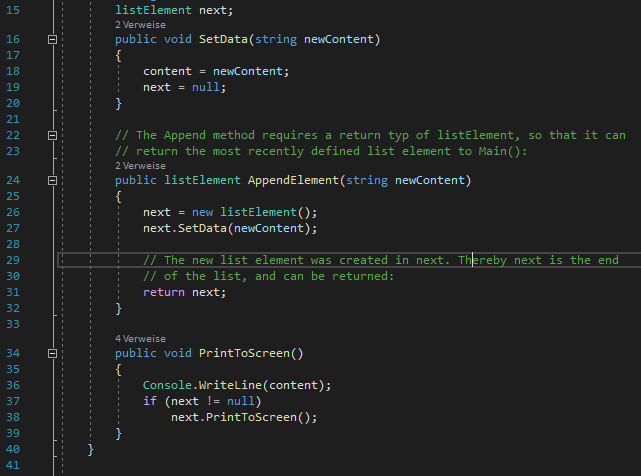 15 listElement next;
2 Verweise
16 public void SetData(string newContent)
17 {
18 content = newContent;
19 next = null;
20 }
21
22 // The Append method requires a return typ of listElement, so that it can
23 // return the most recently defined list element to Main():
2 Verweise
24 public listElement AppendElement(string newContent)
25 {
26 next = new listElement();
27 next.SetData(newContent);
28
29 // The new list element was created in next. Thereby next is the end
30 // of the list, and can be returned:
31 return next;
32 }
33
4 Verweise
34 public void PrintToScreen()
35 {
36 Console.WriteLine(content);
37 if (next != null)
38 next.PrintToScreen();
39 }
40 }
41